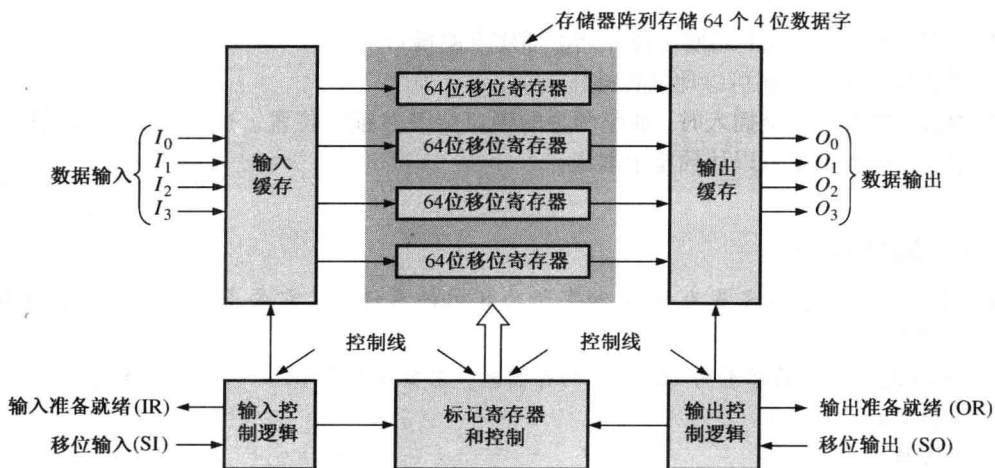 存储器阵列存储 64 个 4 位数据字
64位移位寄存器
64位移位寄存器
64位移位寄存器
64位移位寄存器
数据输入
I0
I1
I2
I3
输入
缓存
输出
缓存
O0
O1
O2
O3
数据输出
控制线
控制线
输入准备就绪(IR)
移位输入(SI)
输入控
制逻辑
标记寄存器
和控制
输出控
制逻辑
输出准备就绪 (OR)
移位输出 (SO)